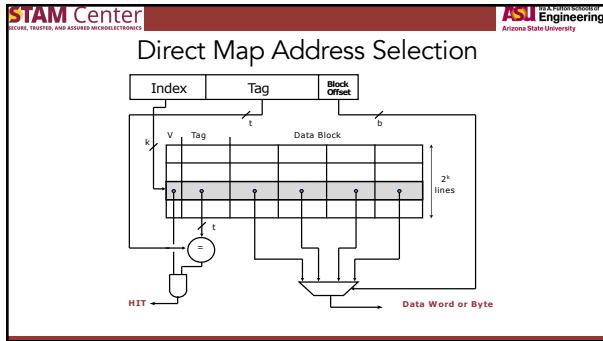 STAM Center
SECURE, TRUSTED, AND ASSURED MICROELECTRONICS
ASU Ira A. Fulton Schools of
Engineering
Arizona State University
Direct Map Address Selection
Index Tag Block
Offset
t b
k V Tag Data Block
2k
lines
t
=
HIT
Data Word or Byte